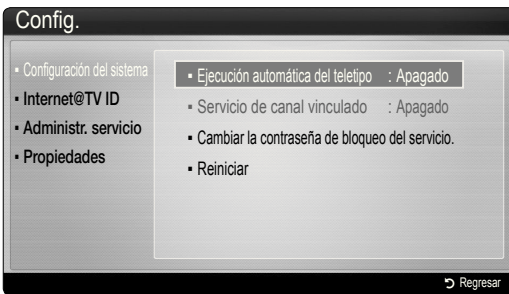 Config.
▪ Configuración del sistema
▪ Internet@TV ID
▪ Administr. servicio
▪ Propiedades
▪ Ejecución automática del teletipo : Apagado
▪ Servicio de canal vinculado : Apagado
▪ Cambiar la contraseña de bloqueo del servicio.
▪ Reiniciar
Regresar